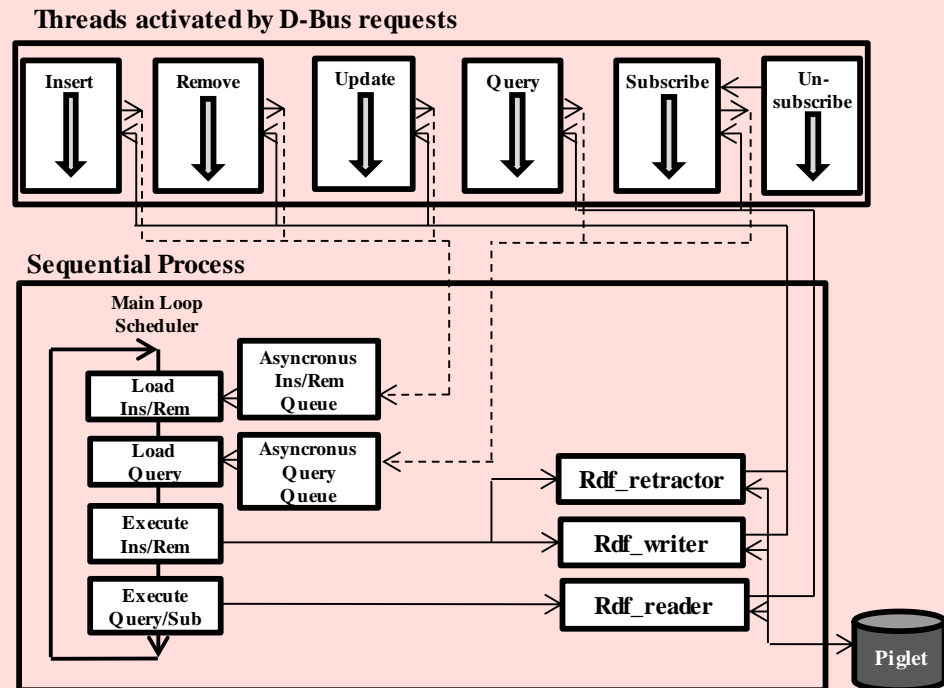 Threads activated by D-Bus requests
Insert
Remove
Update
Query
Subscribe
Un-
subscribe
Sequential Process
Main Loop
Scheduler
Load
Ins/Rem
Asyncronus
Ins/Rem
Queue
Load
Query
Asyncronus
Query
Queue
Execute
Ins/Rem
Execute
Query/Sub
Rdf_retractor
Rdf_writer
Rdf_reader
Piglet